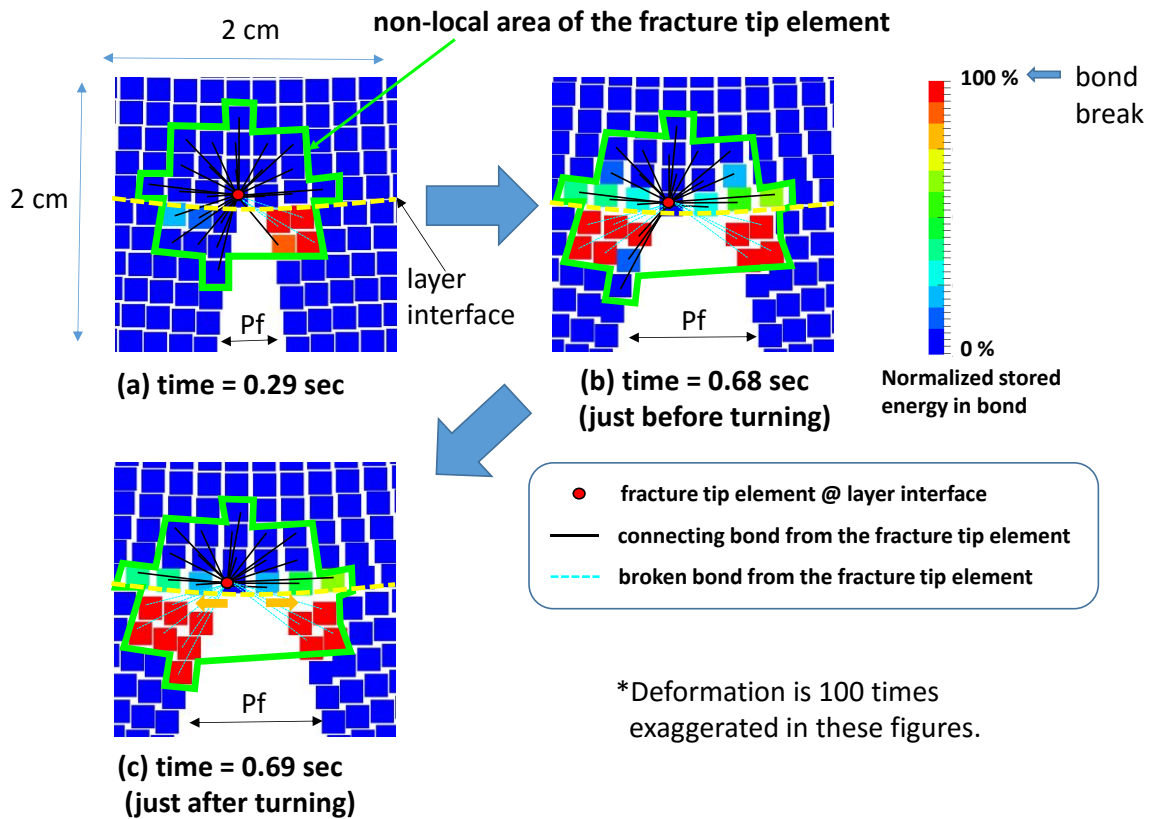 non-local area of the fracture tip element
2 cm
2 cm
100 %
bond
break
layer
interface
Pf
Pf
0 %
Normalized stored
energy in bond
(a) time = 0.29 sec
(b) time = 0.68 sec
(just before turning)
fracture tip element @ layer interface
connecting bond from the fracture tip element
broken bond from the fracture tip element
Pf
*Deformation is 100 times
exaggerated in these figures.
(c) time = 0.69 sec
(just after turning)